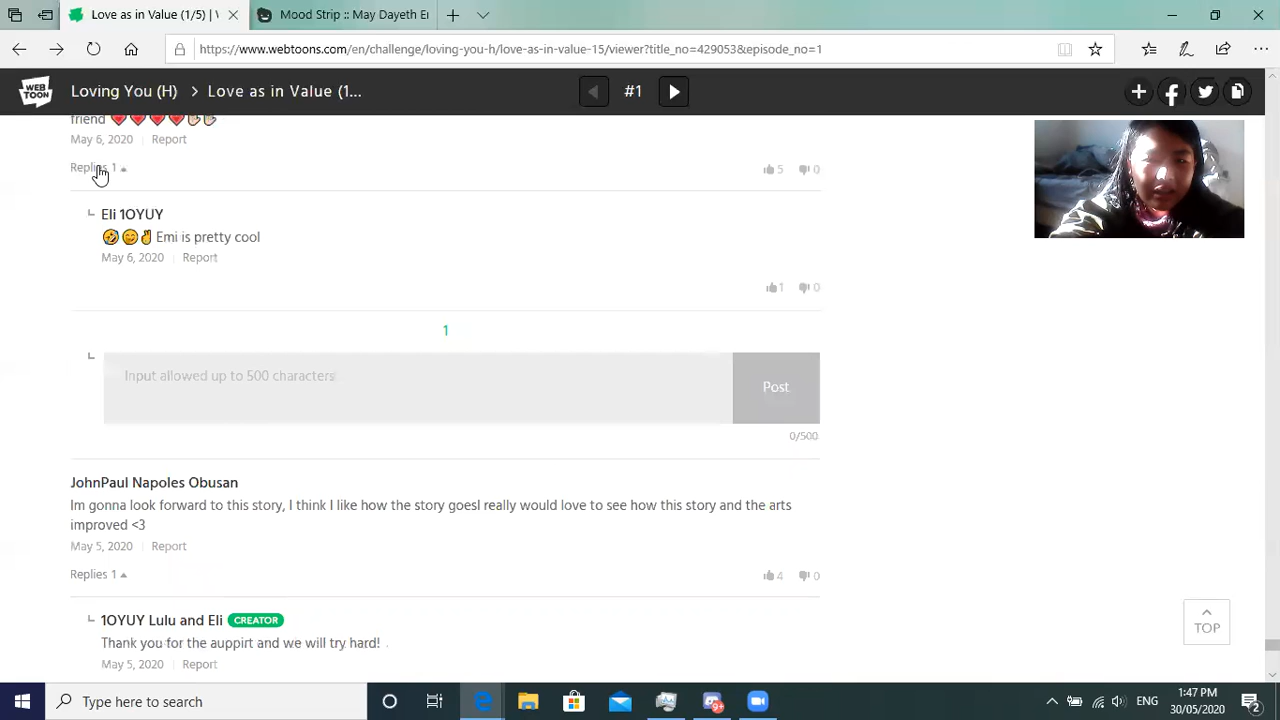 Love as in Value (1/5) | W
Mood Strip :: May Dayeth En
https://www.webtoons.com/en/challenge/loving-you-h/love-as-in-value-15/viewer?title_no=429053&episode_no=1
WEB TOON
Loving You (H) > Love as in Value (1...
#1
friend ❤❤❤❤
May 6, 2020 | Report
Replies 1
5 0
Eli 1OYUY
🤣😊✌ Emi is pretty cool
May 6, 2020 | Report
1 0
1
Input allowed up to 500 characters
Post
0/500
JohnPaul Napoles Obusan
Im gonna look forward to this story, I think I like how the story goesI really would love to see how this story and the arts
improved <3
May 5, 2020 | Report
Replies 1
4 0
1OYUY Lulu and Eli CREATOR
Thank you for the auppirt and we will try hard!
May 5, 2020 | Report
TOP
Type here to search
9+
ENG
1:47 PM
30/05/2020
2